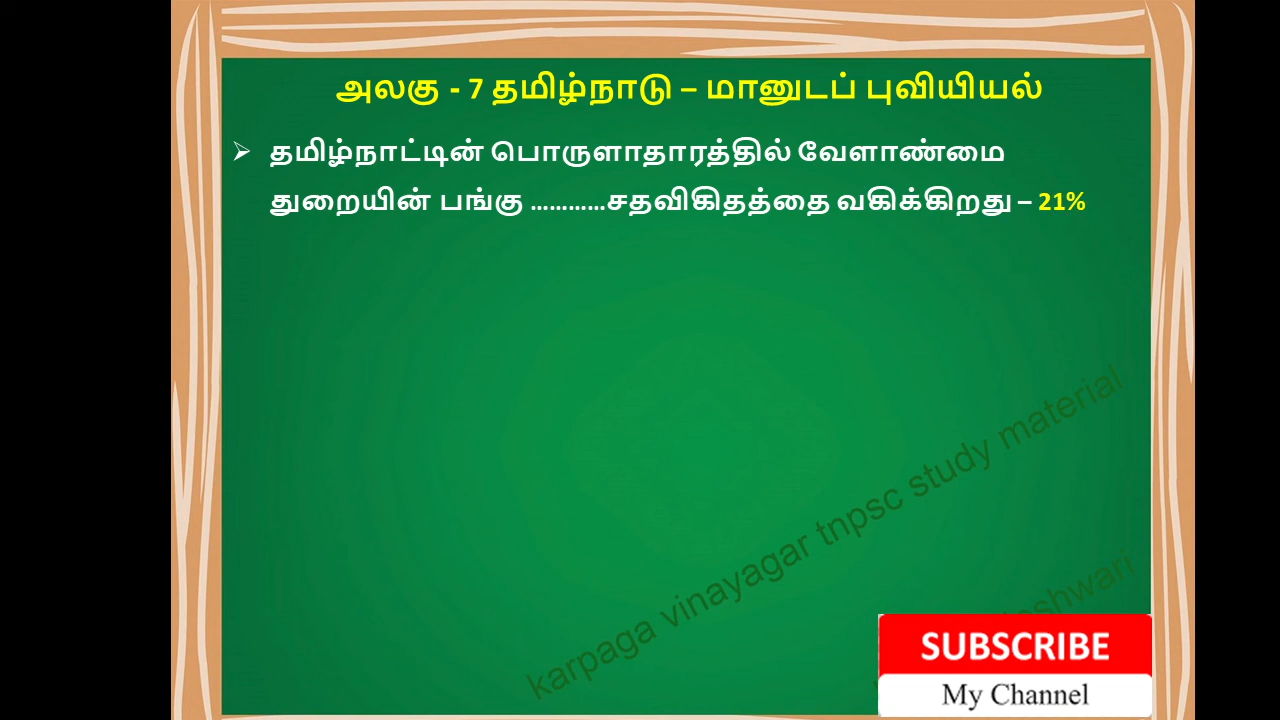 அலகு - 7 தமிழ்நாடு – மானுடப் புவியியல்
➢ தமிழ்நாட்டின் பொருளாதாரத்தில் வேளாண்மை
துறையின் பங்கு …………சதவிகிதத்தை வகிக்கிறது – 21%
karpaga vinayagar tnpsc study material
SUBSCRIBE
My Channel